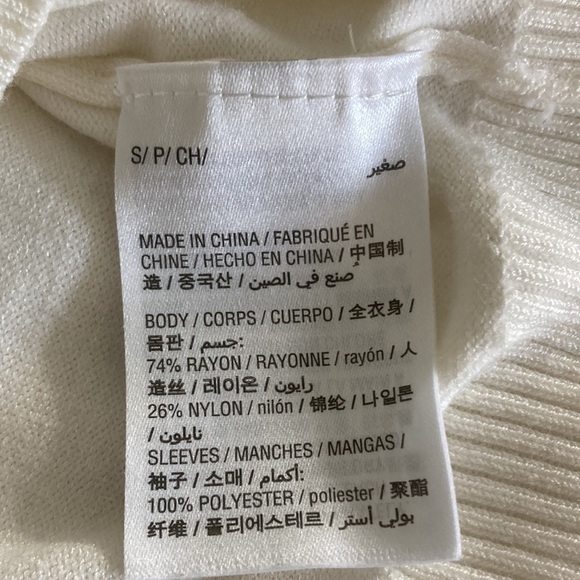 S/ P/ CH/ صغير
MADE IN CHINA / FABRIQUÉ EN
CHINE / HECHO EN CHINA / 中国制
造 / 중국산 / صنع في الصين
BODY / CORPS / CUERPO / 全衣身 /
몸판 / جسم:
74% RAYON / RAYONNE / rayón / 人
造丝 / 레이온 / رايون
26% NYLON / nilón / 锦纶 / 나일론
/ نايلون
SLEEVES / MANCHES / MANGAS /
袖子 / 소매 / أكمام:
100% POLYESTER / poliester / 聚酯
纤维 / 폴리에스테르 / بولي أستر